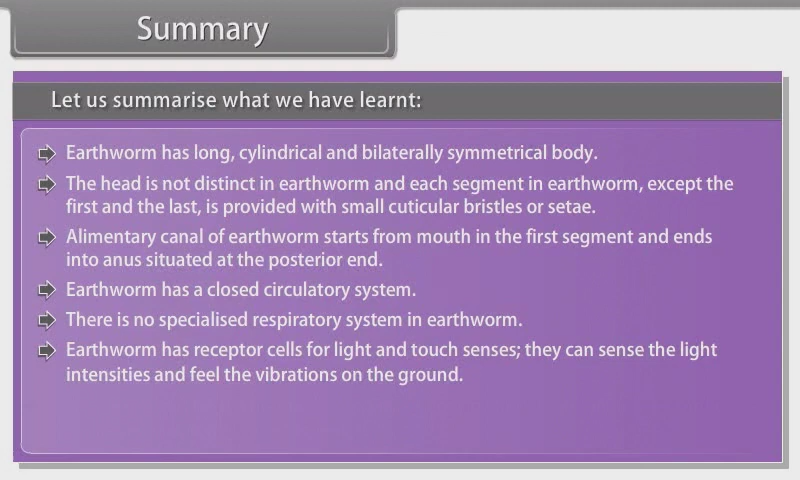 Summary
Let us summarise what we have learnt:
Earthworm has long, cylindrical and bilaterally symmetrical body.
The head is not distinct in earthworm and each segment in earthworm, except the
first and the last, is provided with small cuticular bristles or setae.
Alimentary canal of earthworm starts from mouth in the first segment and ends
into anus situated at the posterior end.
Earthworm has a closed circulatory system.
There is no specialised respiratory system in earthworm.
Earthworm has receptor cells for light and touch senses; they can sense the light
intensities and feel the vibrations on the ground.